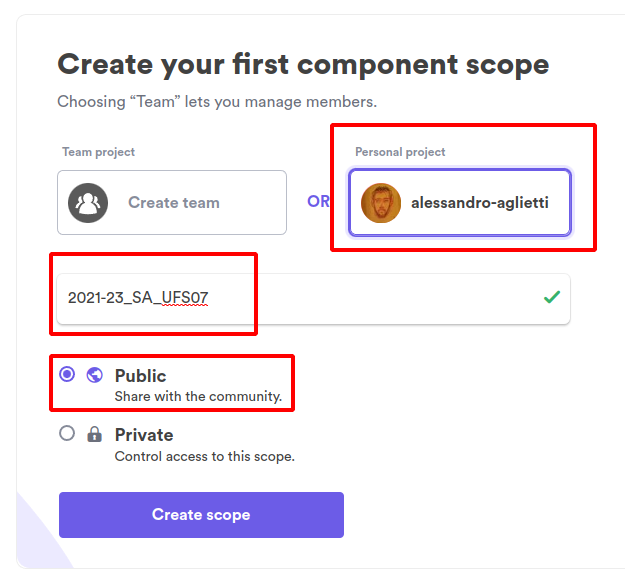 Create your first component scope
Choosing “Team” lets you manage members.
Team project
Personal project
Create team
OR
alessandro-aglietti
2021-23_SA_UFS07
Public
Share with the community.
Private
Control access to this scope.
Create scope